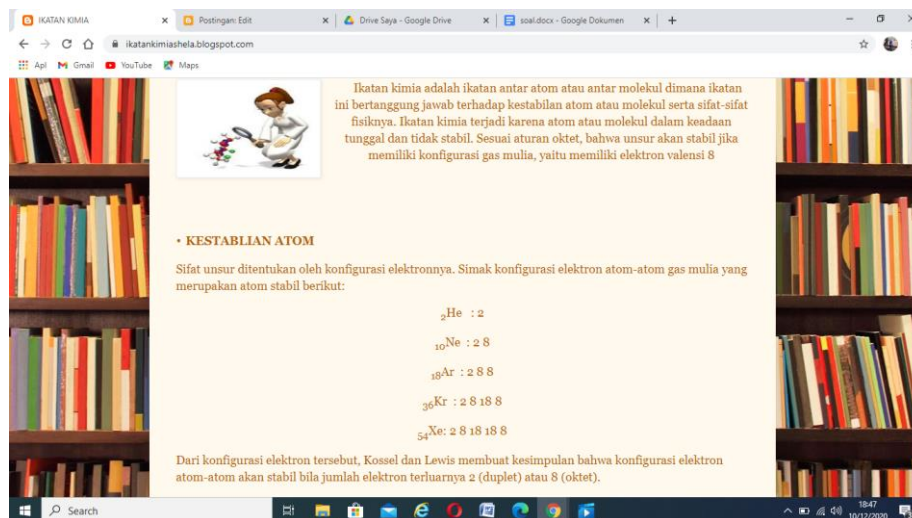 IKATAN KIMIA
Postingan: Edit
Drive Saya - Google Drive
soal.docx - Google Dokumen
ikatankimiashela.blogspot.com
Apl Gmail YouTube Maps
Ikatan kimia adalah ikatan antar atom atau antar molekul dimana ikatan
ini bertanggung jawab terhadap kestabilan atom atau molekul serta sifat-sifat
fisiknya. Ikatan kimia terjadi karena atom atau molekul dalam keadaan
tunggal dan tidak stabil. Sesuai aturan oktet, bahwa unsur akan stabil jika
memiliki konfigurasi gas mulia, yaitu memiliki elektron valensi 8
• KESTABLIAN ATOM
Sifat unsur ditentukan oleh konfigurasi elektronnya. Simak konfigurasi elektron atom-atom gas mulia yang
merupakan atom stabil berikut:
₂He : 2
₁₀Ne : 2 8
₁₈Ar : 2 8 8
₃₆Kr : 2 8 18 8
₅₄Xe: 2 8 18 18 8
Dari konfigurasi elektron tersebut, Kossel dan Lewis membuat kesimpulan bahwa konfigurasi elektron
atom-atom akan stabil bila jumlah elektron terluarnya 2 (duplet) atau 8 (oktet).
Search
18:47
10/12/2020